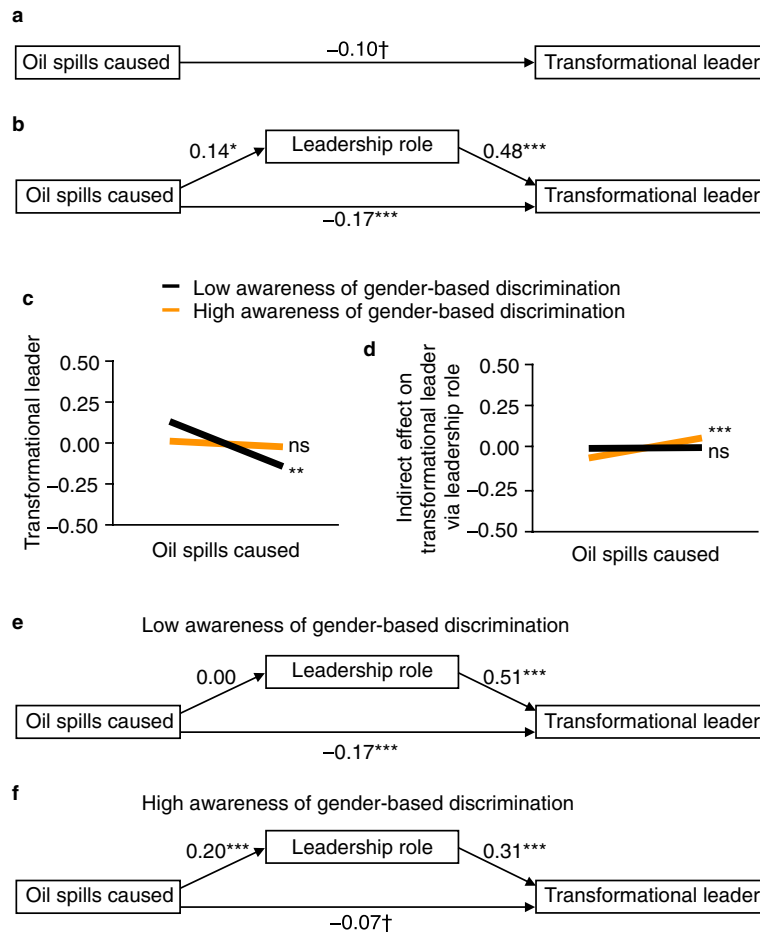 a
−0.10†
Oil spills caused
Transformational leader
b
Leadership role
0.14*
0.48***
Oil spills caused
Transformational leader
−0.17***
c
Low awareness of gender-based discrimination
High awareness of gender-based discrimination
Transformational leader
0.50
0.25
0.00
−0.25
−0.50
ns
**
Oil spills caused
d
Indirect effect on
transformational leader
via leadership role
0.50
0.25
0.00
−0.25
−0.50
***
ns
Oil spills caused
e
Low awareness of gender-based discrimination
Leadership role
0.00
0.51***
Oil spills caused
Transformational leader
−0.17***
f
High awareness of gender-based discrimination
Leadership role
0.20***
0.31***
Oil spills caused
Transformational leader
−0.07†